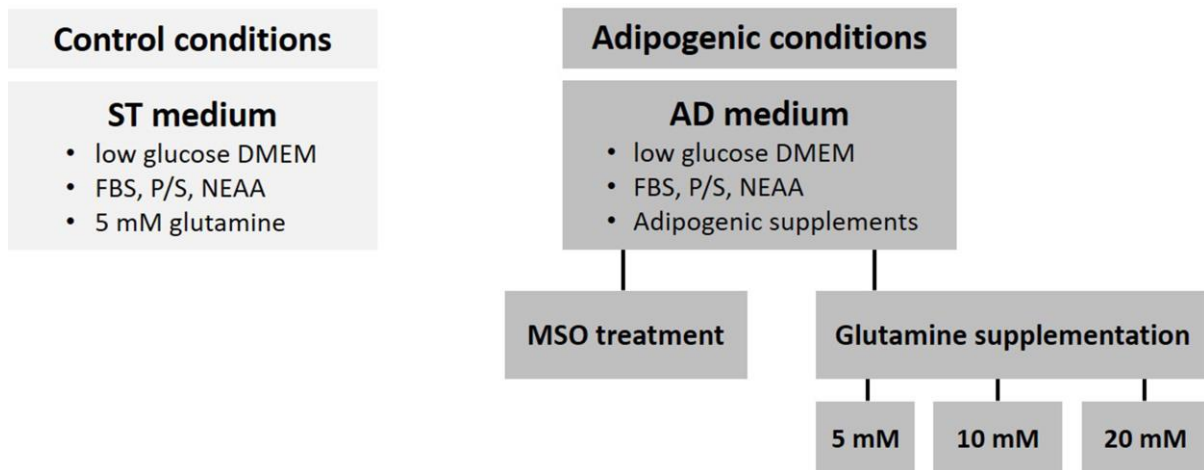 Control conditions
ST medium
• low glucose DMEM
• FBS, P/S, NEAA
• 5 mM glutamine
Adipogenic conditions
AD medium
• low glucose DMEM
• FBS, P/S, NEAA
• Adipogenic supplements
MSO treatment
Glutamine supplementation
5 mM
10 mM
20 mM